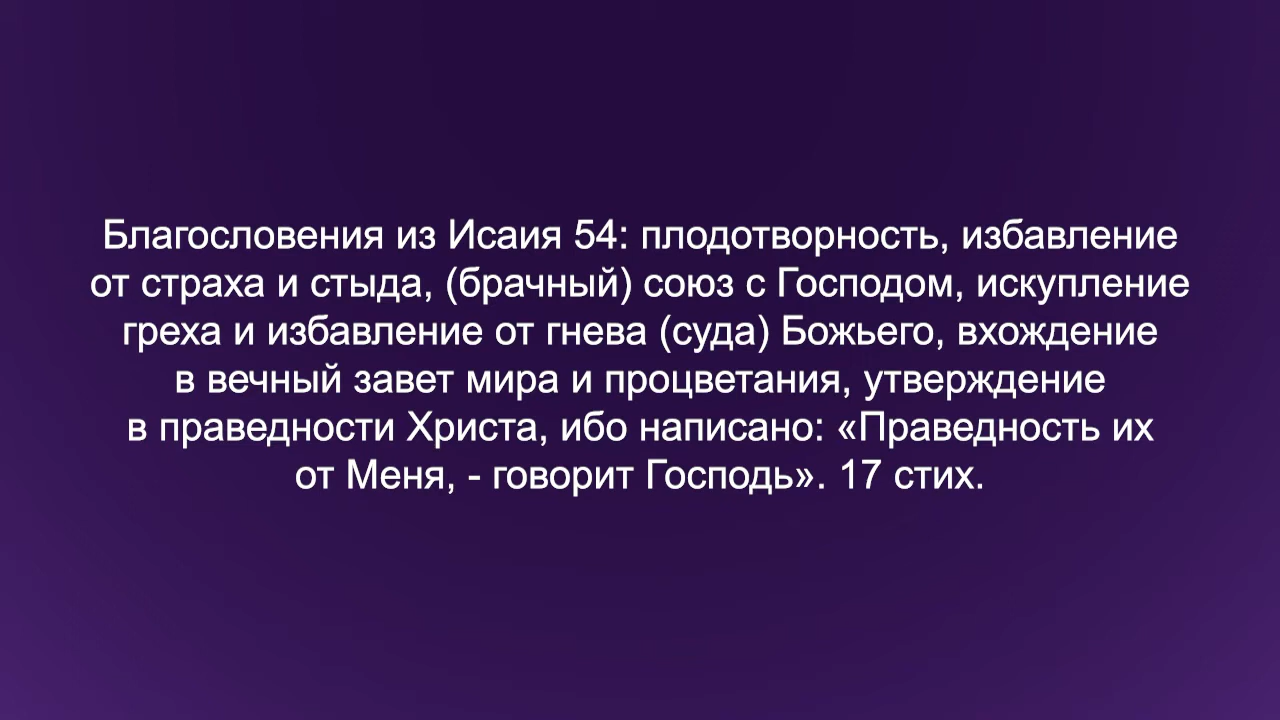 Благословения из Исаия 54: плодотворность, избавление
от страха и стыда, (брачный) союз с Господом, искупление
греха и избавление от гнева (суда) Божьего, вхождение
в вечный завет мира и процветания, утверждение
в праведности Христа, ибо написано: «Праведность их
от Меня, - говорит Господь». 17 стих.